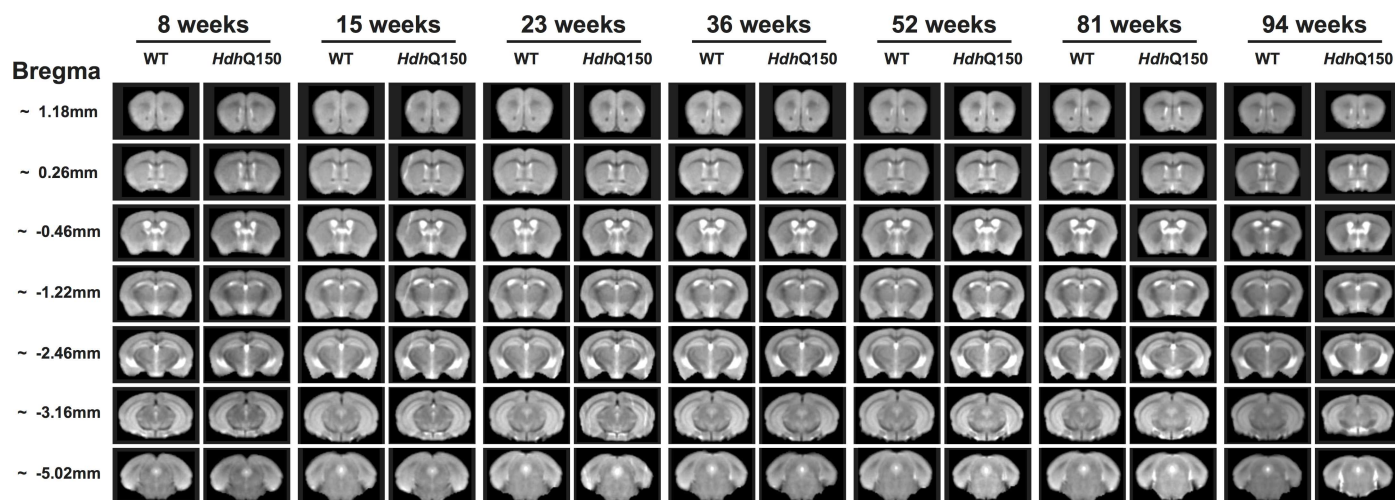 8 weeks 15 weeks 23 weeks 36 weeks 52 weeks 81 weeks 94 weeks
WT HdhQ150 WT HdhQ150 WT HdhQ150 WT HdhQ150 WT HdhQ150 WT HdhQ150 WT HdhQ150
Bregma
~ 1.18mm
~ 0.26mm
~ -0.46mm
~ -1.22mm
~ -2.46mm
~ -3.16mm
~ -5.02mm